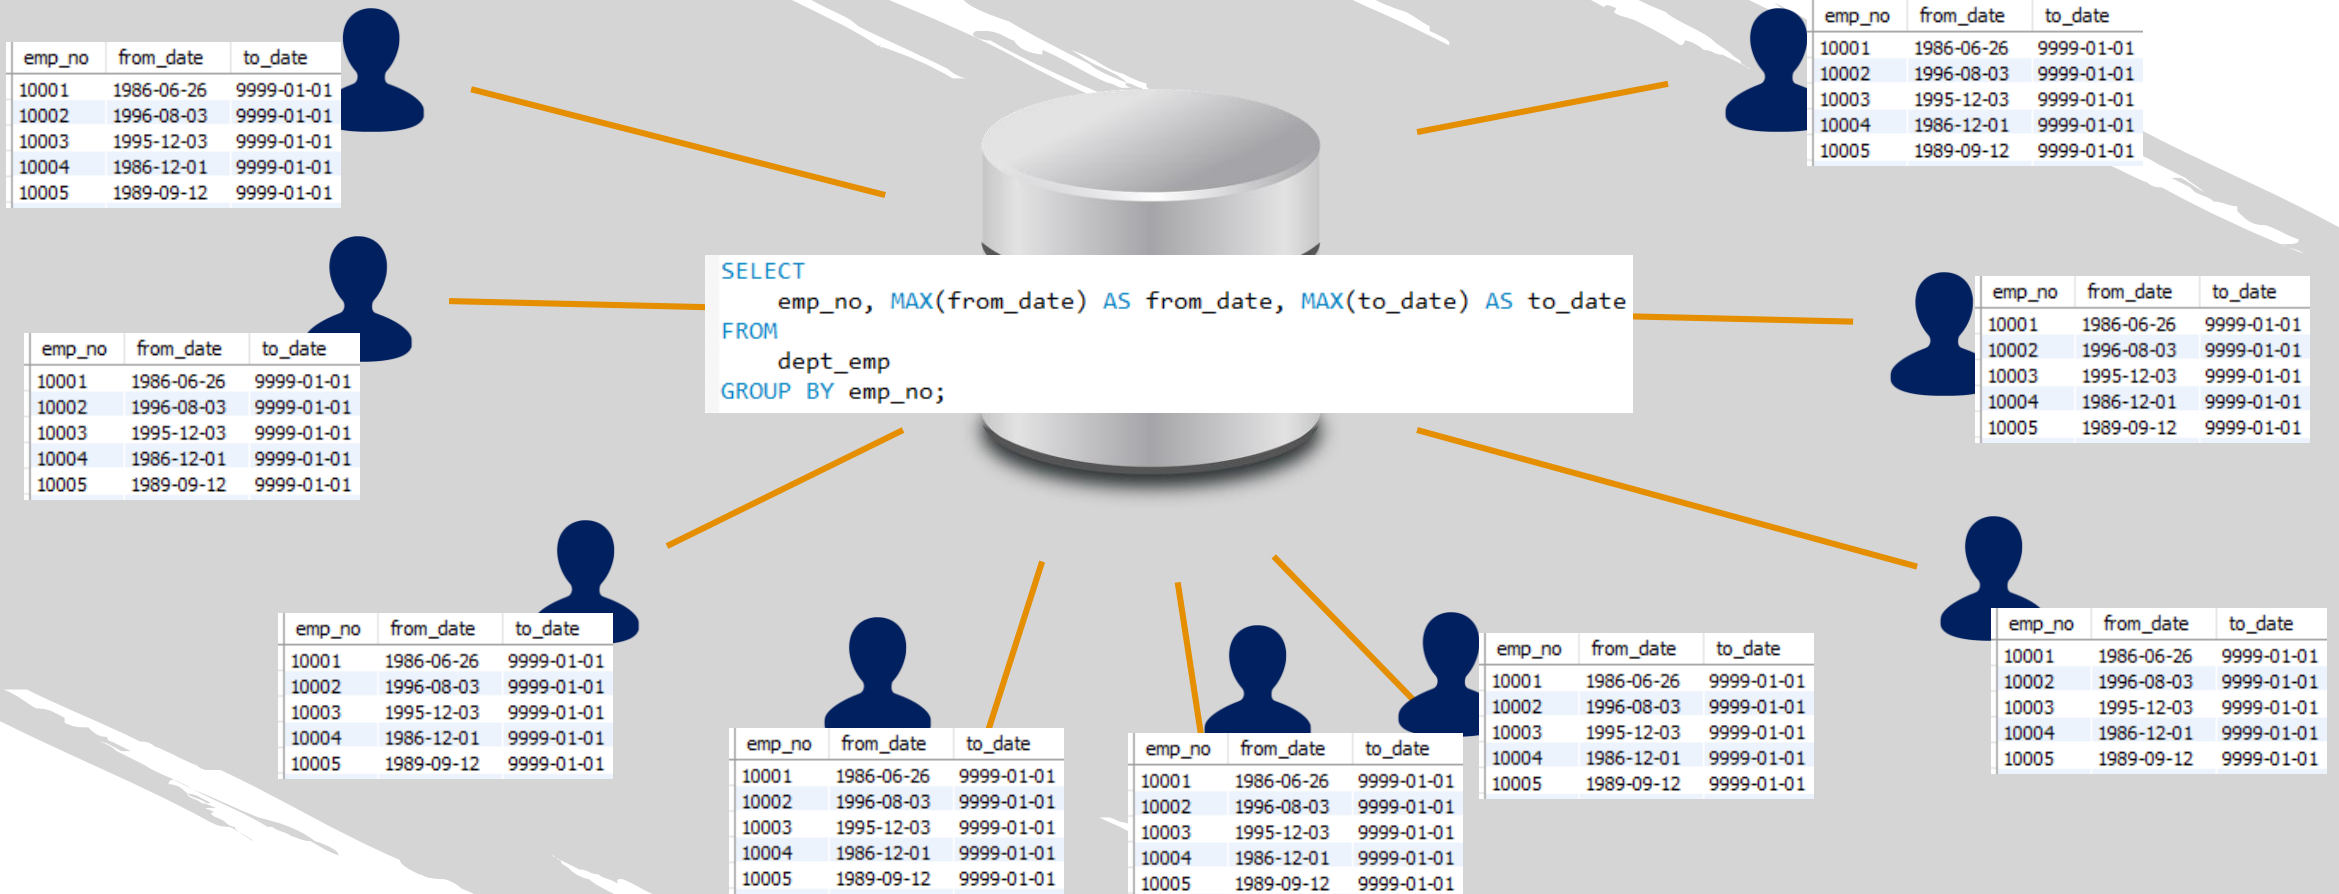 emp_no from_date to_date
10001 1986-06-26 9999-01-01
10002 1996-08-03 9999-01-01
10003 1995-12-03 9999-01-01
10004 1986-12-01 9999-01-01
10005 1989-09-12 9999-01-01
emp_no from_date to_date
10001 1986-06-26 9999-01-01
10002 1996-08-03 9999-01-01
10003 1995-12-03 9999-01-01
10004 1986-12-01 9999-01-01
10005 1989-09-12 9999-01-01
SELECT
emp_no, MAX(from_date) AS from_date, MAX(to_date) AS to_date
FROM
dept_emp
GROUP BY emp_no;
emp_no from_date to_date
10001 1986-06-26 9999-01-01
10002 1996-08-03 9999-01-01
10003 1995-12-03 9999-01-01
10004 1986-12-01 9999-01-01
10005 1989-09-12 9999-01-01
emp_no from_date to_date
10001 1986-06-26 9999-01-01
10002 1996-08-03 9999-01-01
10003 1995-12-03 9999-01-01
10004 1986-12-01 9999-01-01
10005 1989-09-12 9999-01-01
emp_no from_date to_date
10001 1986-06-26 9999-01-01
10002 1996-08-03 9999-01-01
10003 1995-12-03 9999-01-01
10004 1986-12-01 9999-01-01
10005 1989-09-12 9999-01-01
emp_no from_date to_date
10001 1986-06-26 9999-01-01
10002 1996-08-03 9999-01-01
10003 1995-12-03 9999-01-01
10004 1986-12-01 9999-01-01
10005 1989-09-12 9999-01-01
emp_no from_date to_date
10001 1986-06-26 9999-01-01
10002 1996-08-03 9999-01-01
10003 1995-12-03 9999-01-01
10004 1986-12-01 9999-01-01
10005 1989-09-12 9999-01-01
emp_no from_date to_date
10001 1986-06-26 9999-01-01
10002 1996-08-03 9999-01-01
10003 1995-12-03 9999-01-01
10004 1986-12-01 9999-01-01
10005 1989-09-12 9999-01-01
emp_no from_date to_date
10001 1986-06-26 9999-01-01
10002 1996-08-03 9999-01-01
10003 1995-12-03 9999-01-01
10004 1986-12-01 9999-01-01
10005 1989-09-12 9999-01-01